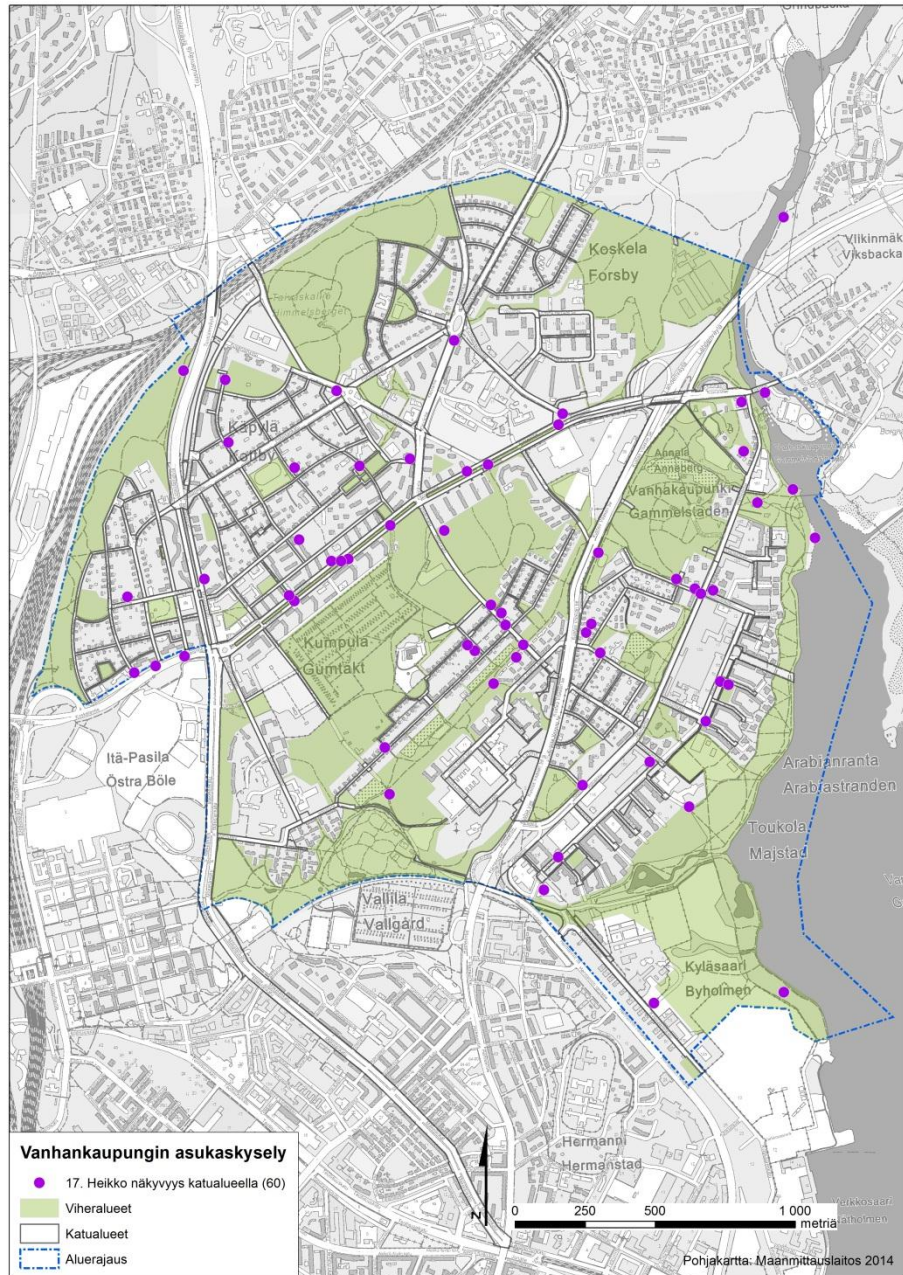 Koskela
Forsby
Viikinmäki
Viksbacka
Käpylä
Kottby
Annala
Anneberg
Vanhakaupunki
Gammelstaden
Kumpula
Gumtäkt
Itä-Pasila
Östra Böle
Arabianranta
Arabiastranden
Toukola
Majstad
Vallila
Vallgård
Kyläsaari
Byholmen
Hermanni
Hermanstad
Vanhankaupungin asukaskysely
17. Heikko näkyvyys katualueella (60)
Viheralueet
Katualueet
Aluerajaus
N
0 250 500 1 000
metriä
Pohjakartta: Maanmittauslaitos 2014